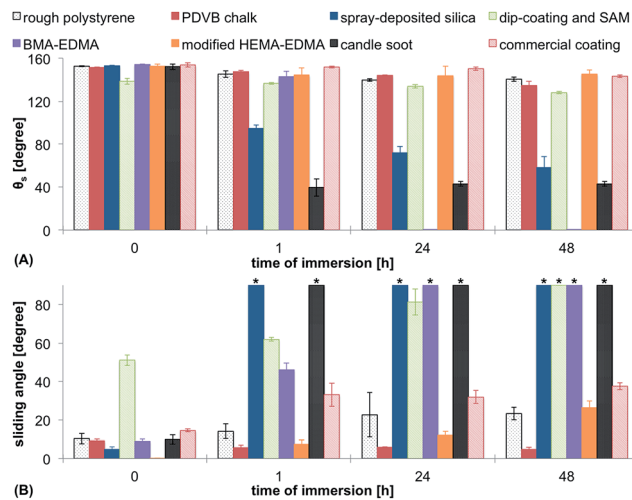 rough polystyrene PDVB chalk spray-deposited silica dip-coating and SAM
BMA-EDMA modified HEMA-EDMA candle soot commercial coating
160
120
80
40
0
θs [degree]
0 1 24 48
(A) time of immersion [h]
* * * * * * * * *
80
60
40
20
0
sliding angle [degree]
0 1 24 48
(B) time of immersion [h]